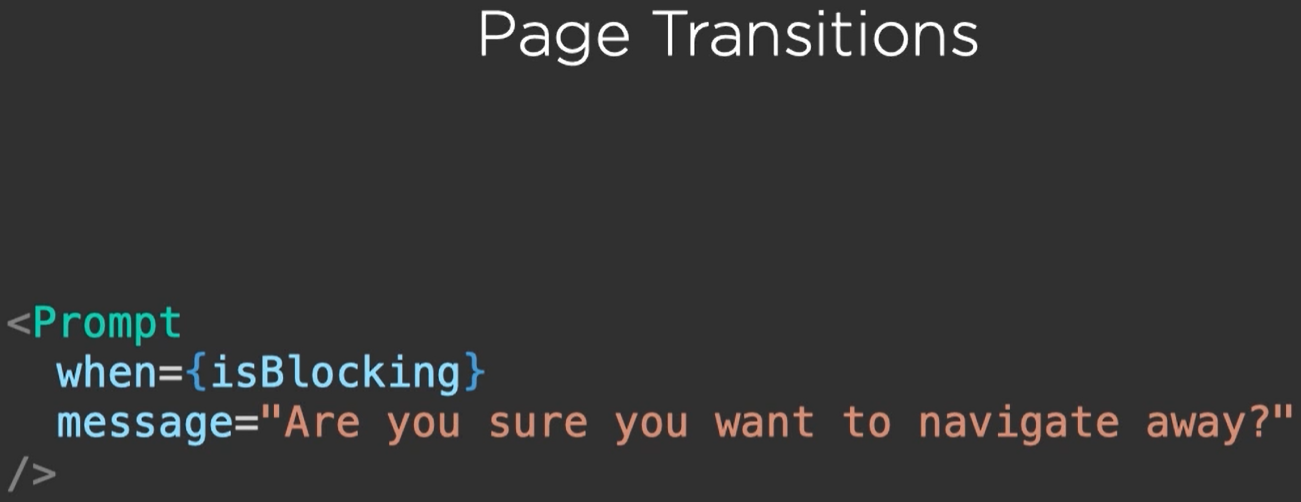 Page Transitions
<Prompt
  when={isBlocking}
  message="Are you sure you want to navigate away?"
/>